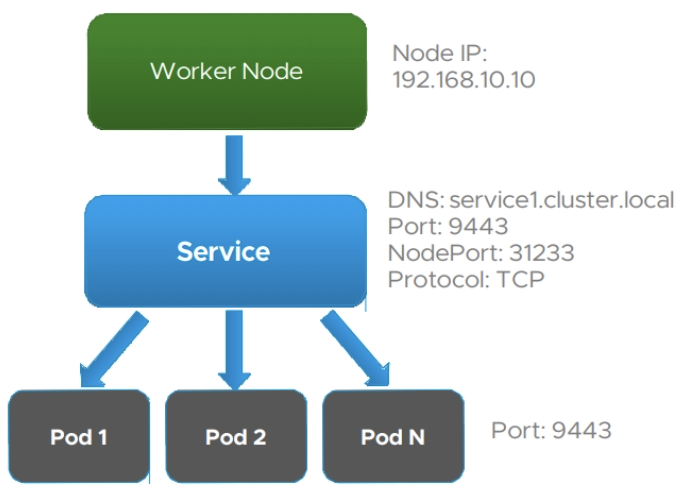 Worker Node
Node IP:
192.168.10.10
DNS: service1.cluster.local
Port: 9443
NodePort: 31233
Protocol: TCP
Service
Pod 1
Pod 2
Pod N
Port: 9443